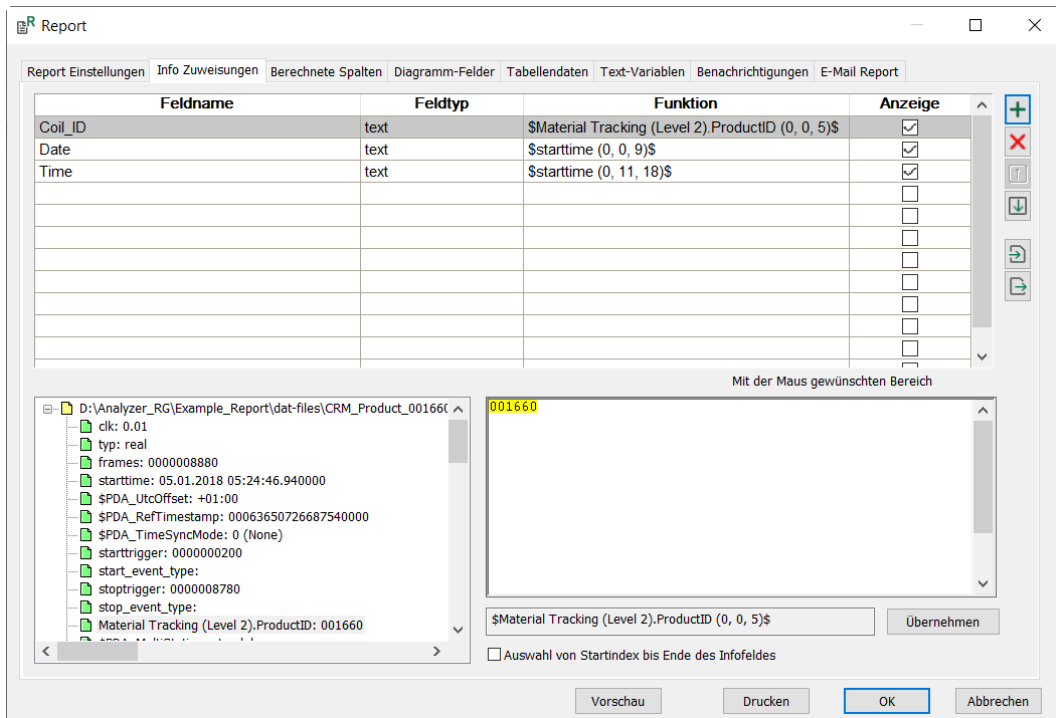 Report
Report Einstellungen Info Zuweisungen Berechnete Spalten Diagramm-Felder Tabellendaten Text-Variablen Benachrichtigungen E-Mail Report
Feldname Feldtyp Funktion Anzeige
Coil_ID text $Material Tracking (Level 2).ProductID (0, 0, 5)$
Date text $starttime (0, 0, 9)$
Time text $starttime (0, 11, 18)$
Mit der Maus gewünschten Bereich
D:\Analyzer_RG\Example_Report\dat-files\CRM_Product_001660
clk: 0.01
typ: real
frames: 0000008880
starttime: 05.01.2018 05:24:46.940000
$PDA_UtcOffset: +01:00
$PDA_RefTimestamp: 00063650726687540000
$PDA_TimeSyncMode: 0 (None)
starttrigger: 0000000200
start_event_type:
stoptrigger: 0000008780
stop_event_type:
Material Tracking (Level 2).ProductID: 001660
001660
$Material Tracking (Level 2).ProductID (0, 0, 5)$ Übernehmen
Auswahl von Startindex bis Ende des Infofeldes
Vorschau Drucken OK Abbrechen